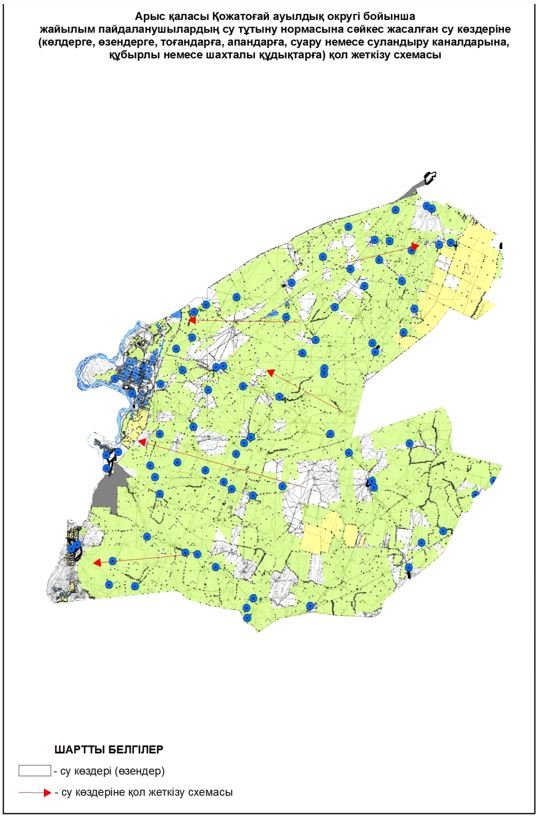 Арыс қаласы Қожатоғай ауылдық округі бойынша
жайылым пайдаланушылардың су тұтыну нормасына сәйкес жасалған су көздеріне
(көлдерге, өзендерге, тоғандарға, апандарға, суару немесе суландыру каналдарына,
құбырлы немесе шахталы құдықтарға) қол жеткізу схемасы
ШАРТТЫ БЕЛГІЛЕР
- су көздері (өзендер)
- су көздеріне қол жеткізу схемасы